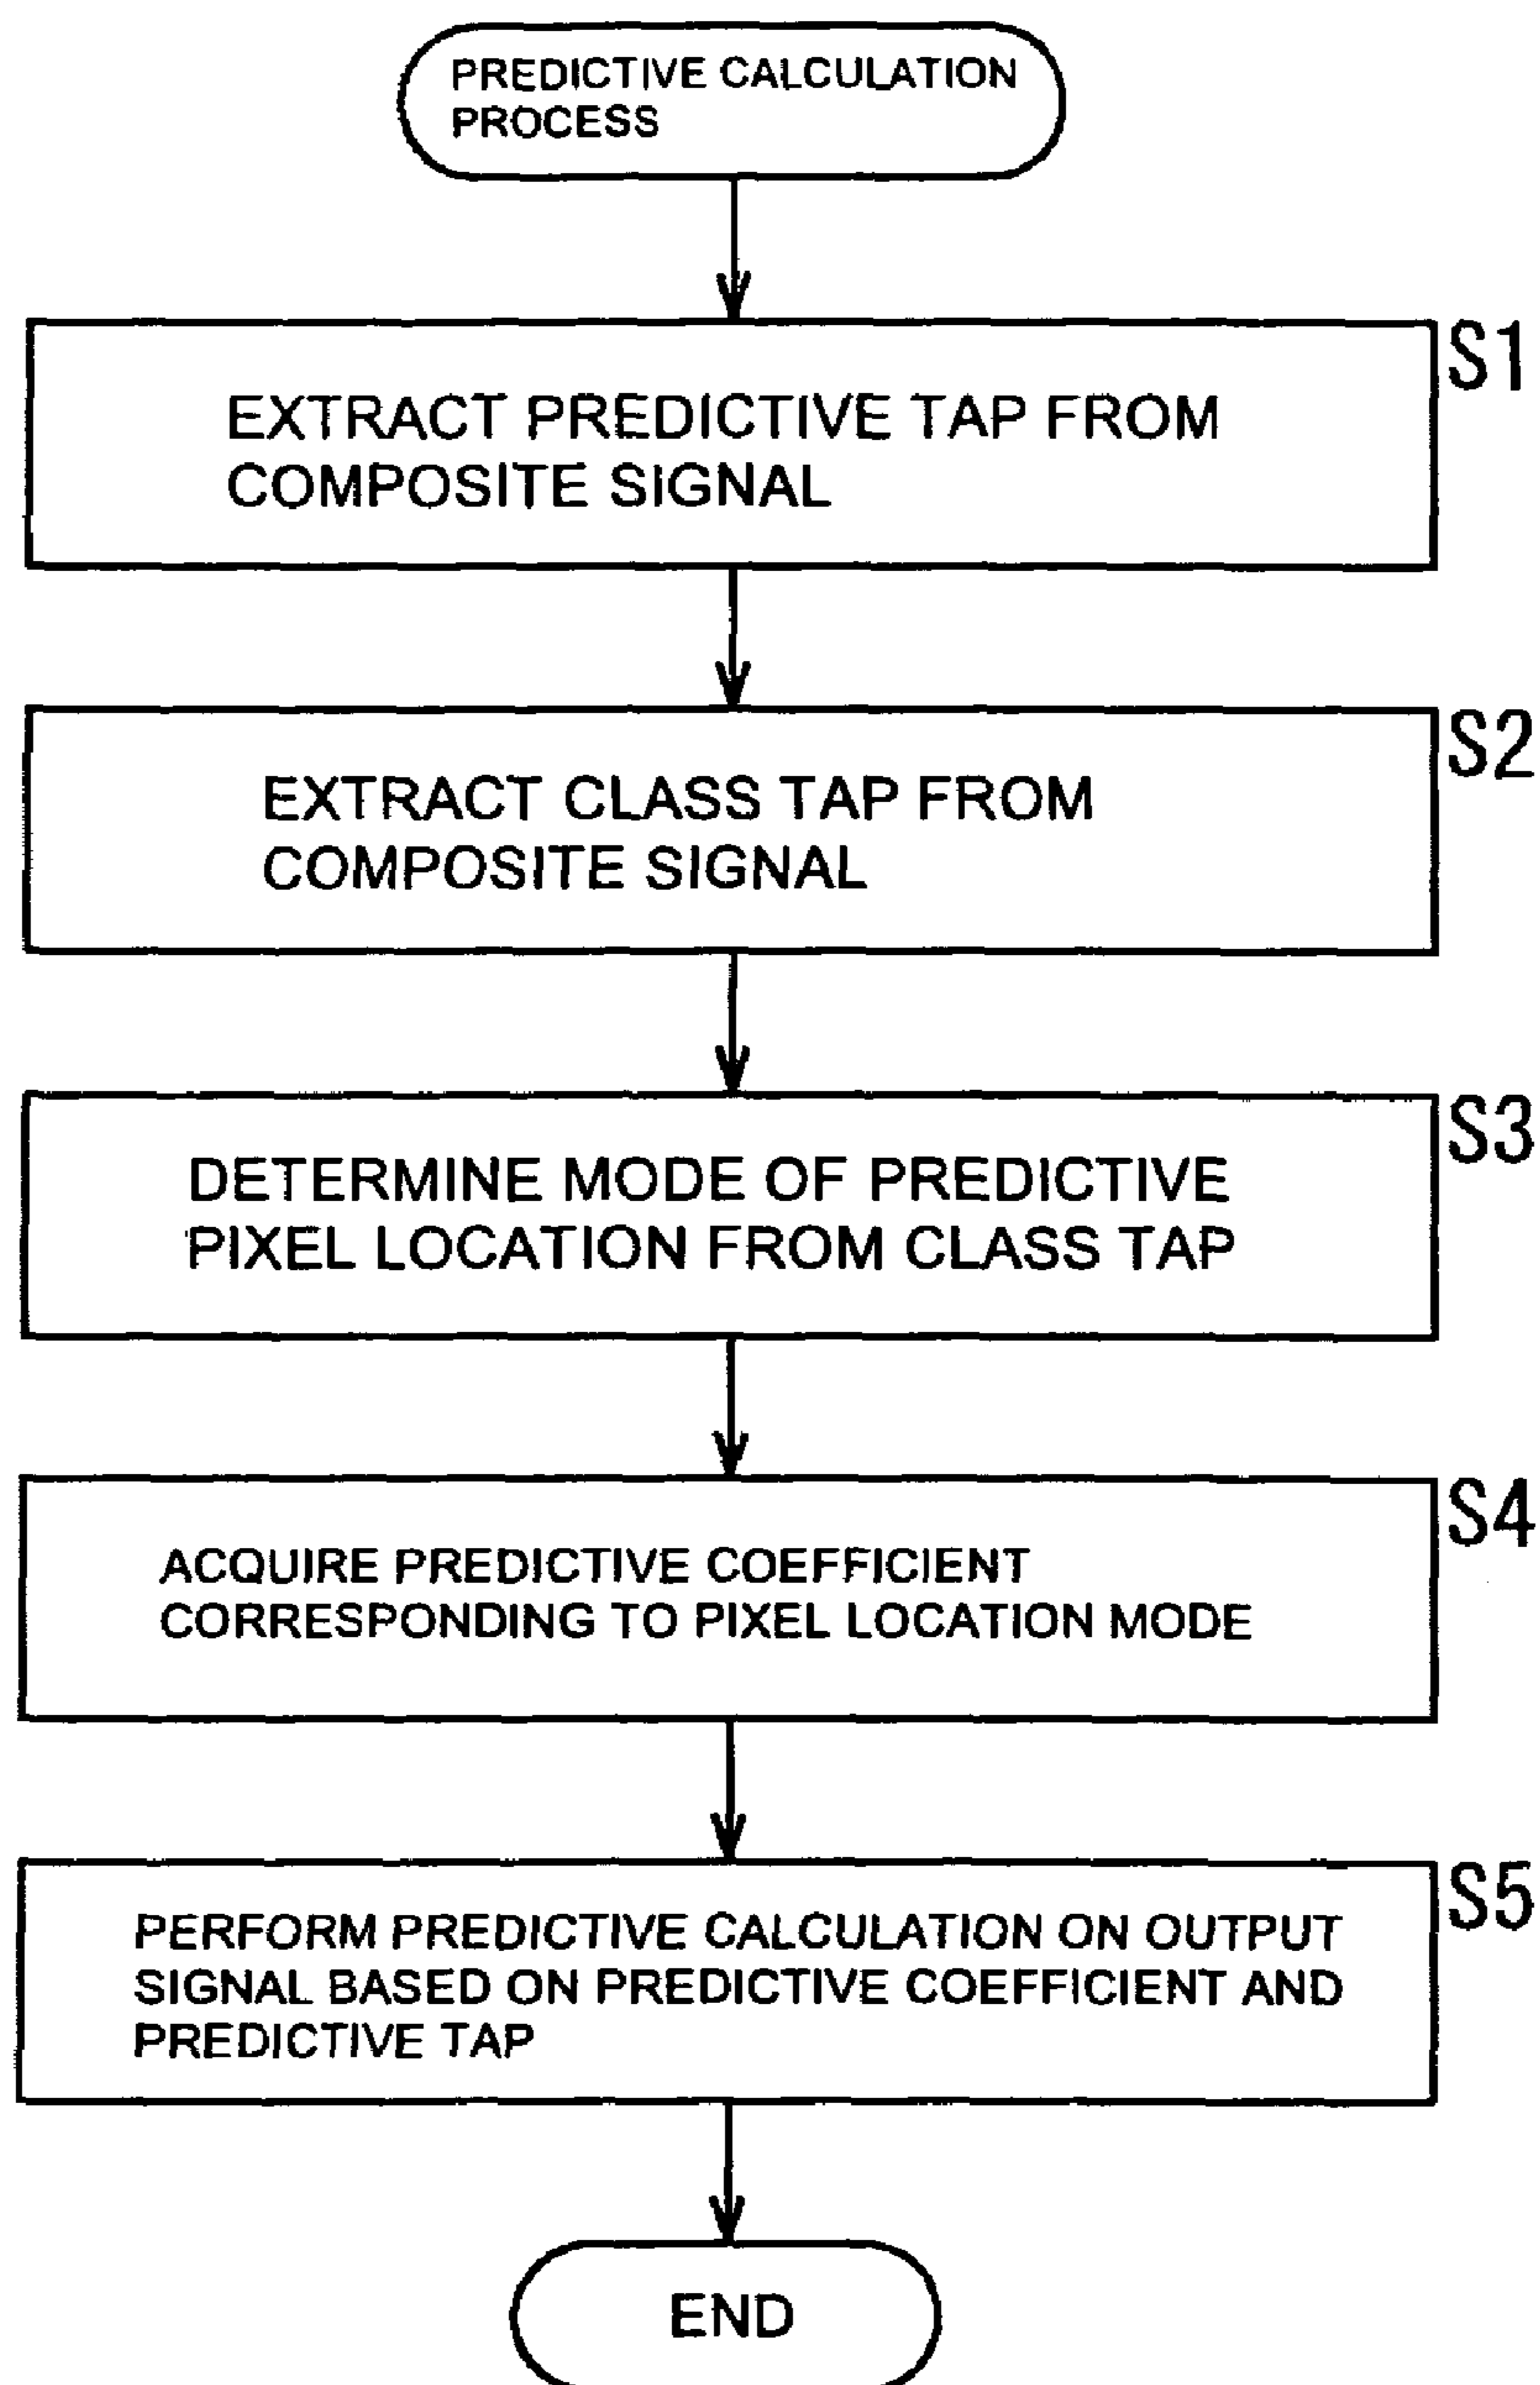 PREDICTIVE CALCULATION
PROCESS
S1
EXTRACT PREDICTIVE TAP FROM
COMPOSITE SIGNAL
S2
EXTRACT CLASS TAP FROM
COMPOSITE SIGNAL
S3
DETERMINE MODE OF PREDICTIVE
PIXEL LOCATION FROM CLASS TAP
S4
ACQUIRE PREDICTIVE COEFFICIENT
CORRESPONDING TO PIXEL LOCATION MODE
S5
PERFORM PREDICTIVE CALCULATION ON OUTPUT
SIGNAL BASED ON PREDICTIVE COEFFICIENT AND
PREDICTIVE TAP
END